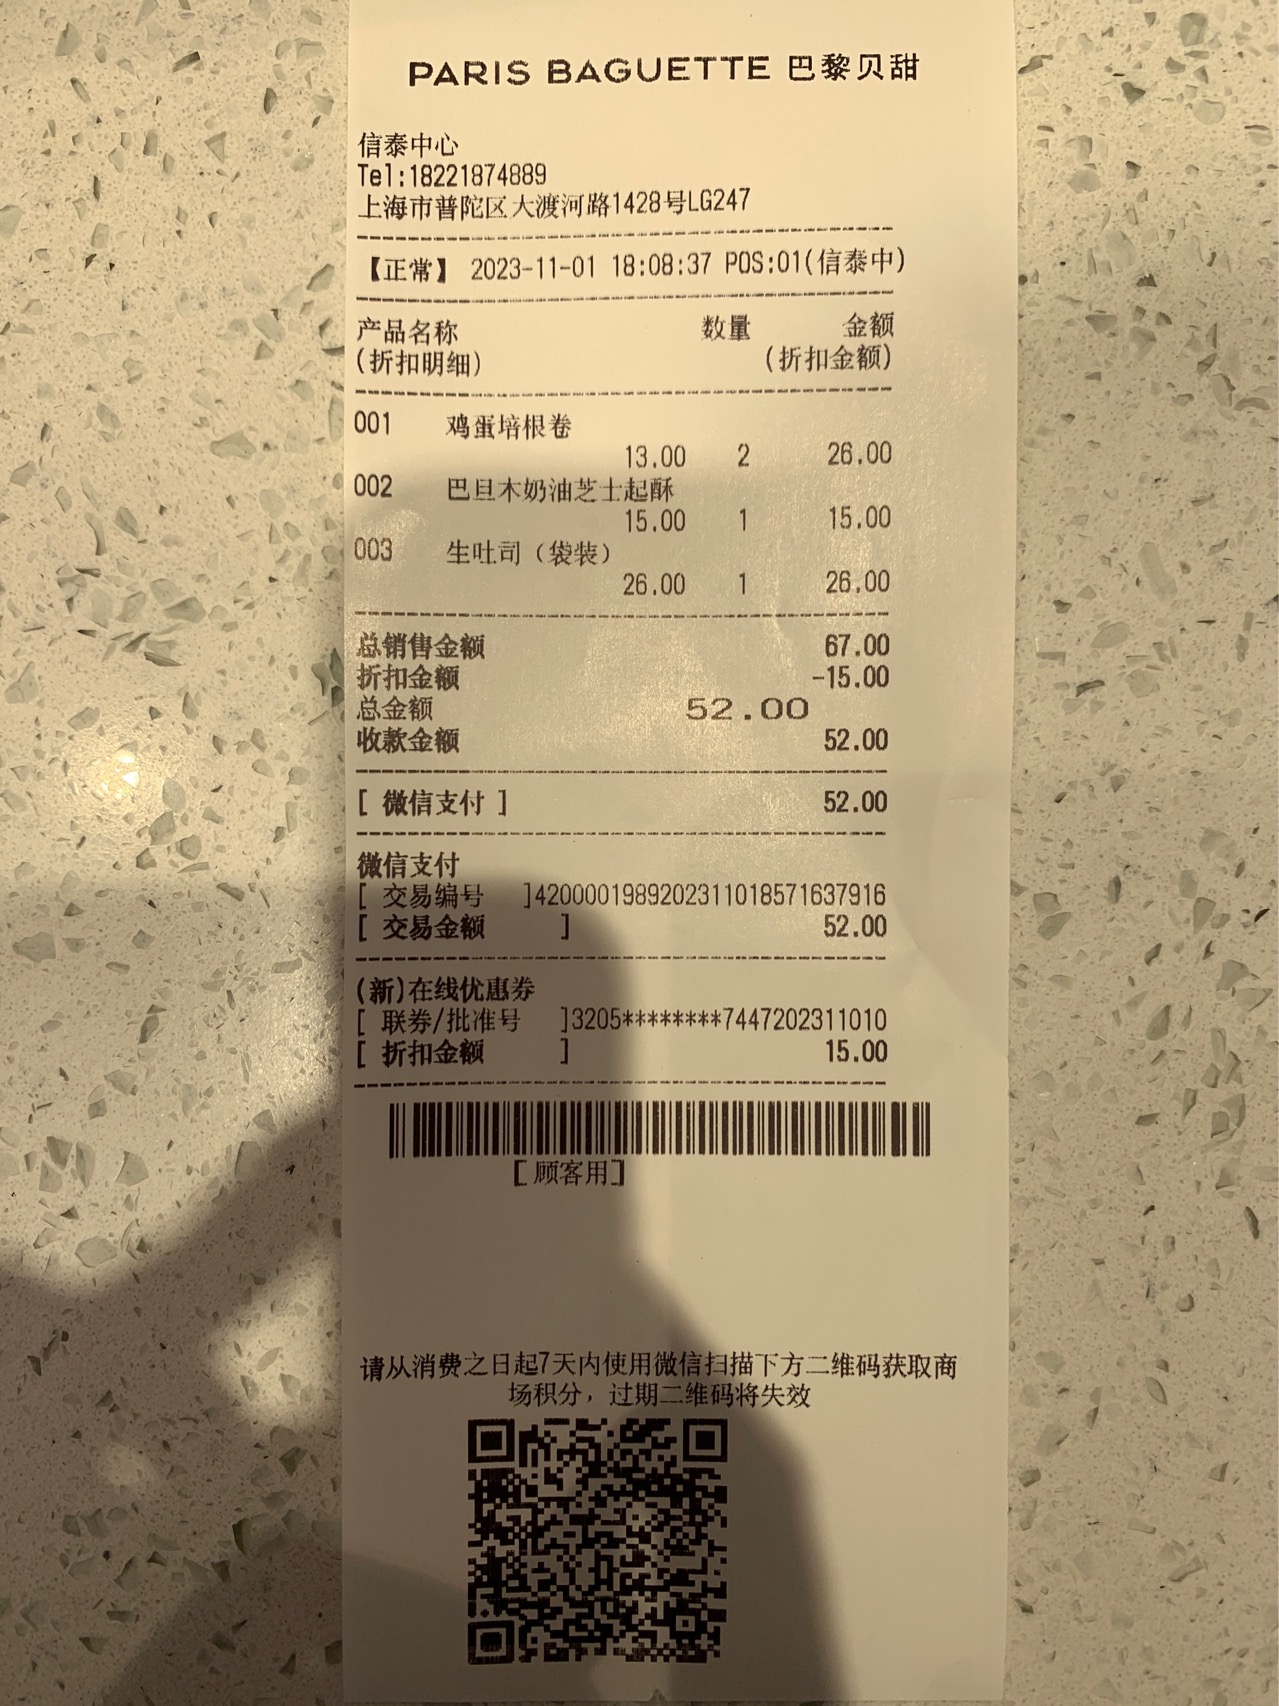 PARIS BAGUETTE 巴黎贝甜
信泰中心
Tel:18221874889
上海市普陀区大渡河路1428号LG247
【正常】 2023-11-01 18:08:37 POS:01(信泰中)
产品名称 数量 金额
(折扣明细) (折扣金额)
001 鸡蛋培根卷
13.00 2 26.00
002 巴旦木奶油芝士起酥
15.00 1 15.00
003 生吐司（袋装）
26.00 1 26.00
总销售金额 67.00
折扣金额 -15.00
总金额 52.00
收款金额 52.00
[ 微信支付 ] 52.00
微信支付
[ 交易编号 ]4200001989202311018571637916
[ 交易金额 ] 52.00
(新)在线优惠券
[ 联券/批准号 ]3205********7447202311010
[ 折扣金额 ] 15.00
[ 顾客用]
请从消费之日起7天内使用微信扫描下方二维码获取商
场积分，过期二维码将失效